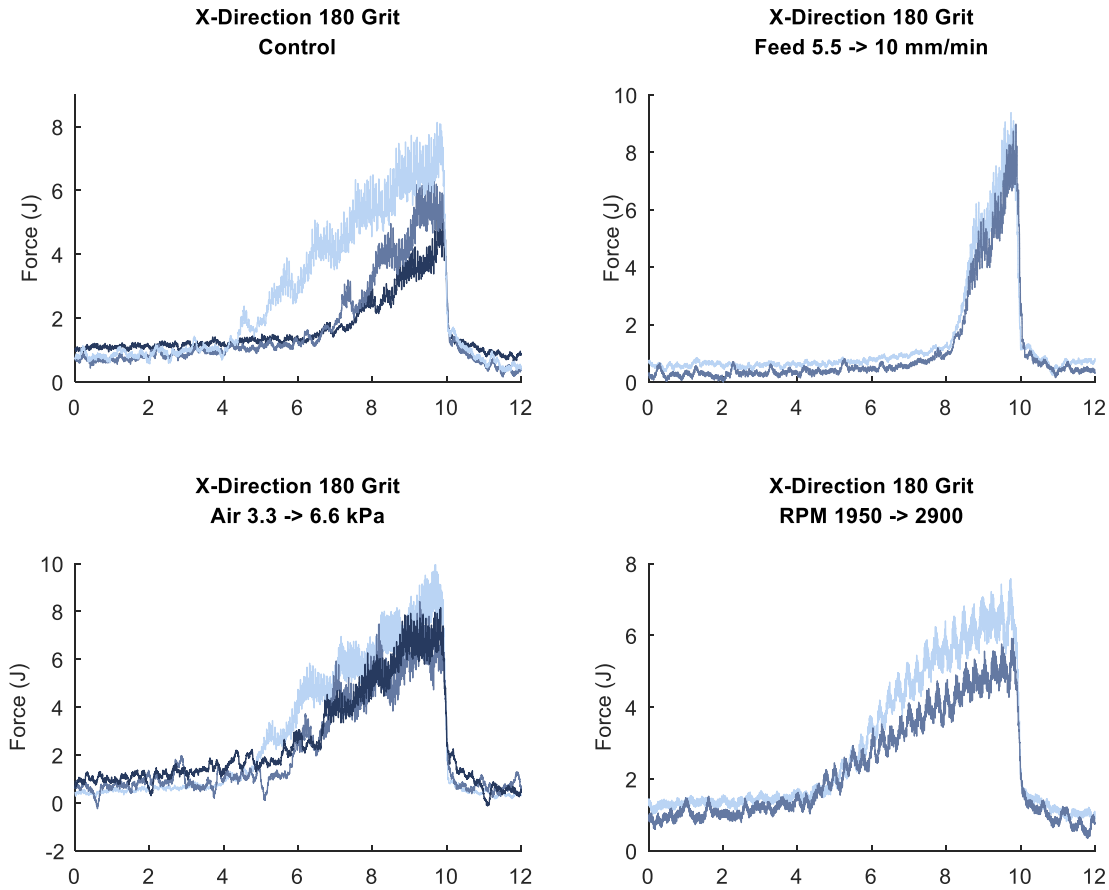 X-Direction 180 Grit
Control
8
6
4
2
0
Force (J)
0 2 4 6 8 10 12
X-Direction 180 Grit
Feed 5.5 -> 10 mm/min
10
8
6
4
2
0
Force (J)
0 2 4 6 8 10 12
X-Direction 180 Grit
Air 3.3 -> 6.6 kPa
10
8
6
4
2
0
-2
Force (J)
0 2 4 6 8 10 12
X-Direction 180 Grit
RPM 1950 -> 2900
8
6
4
2
0
Force (J)
0 2 4 6 8 10 12